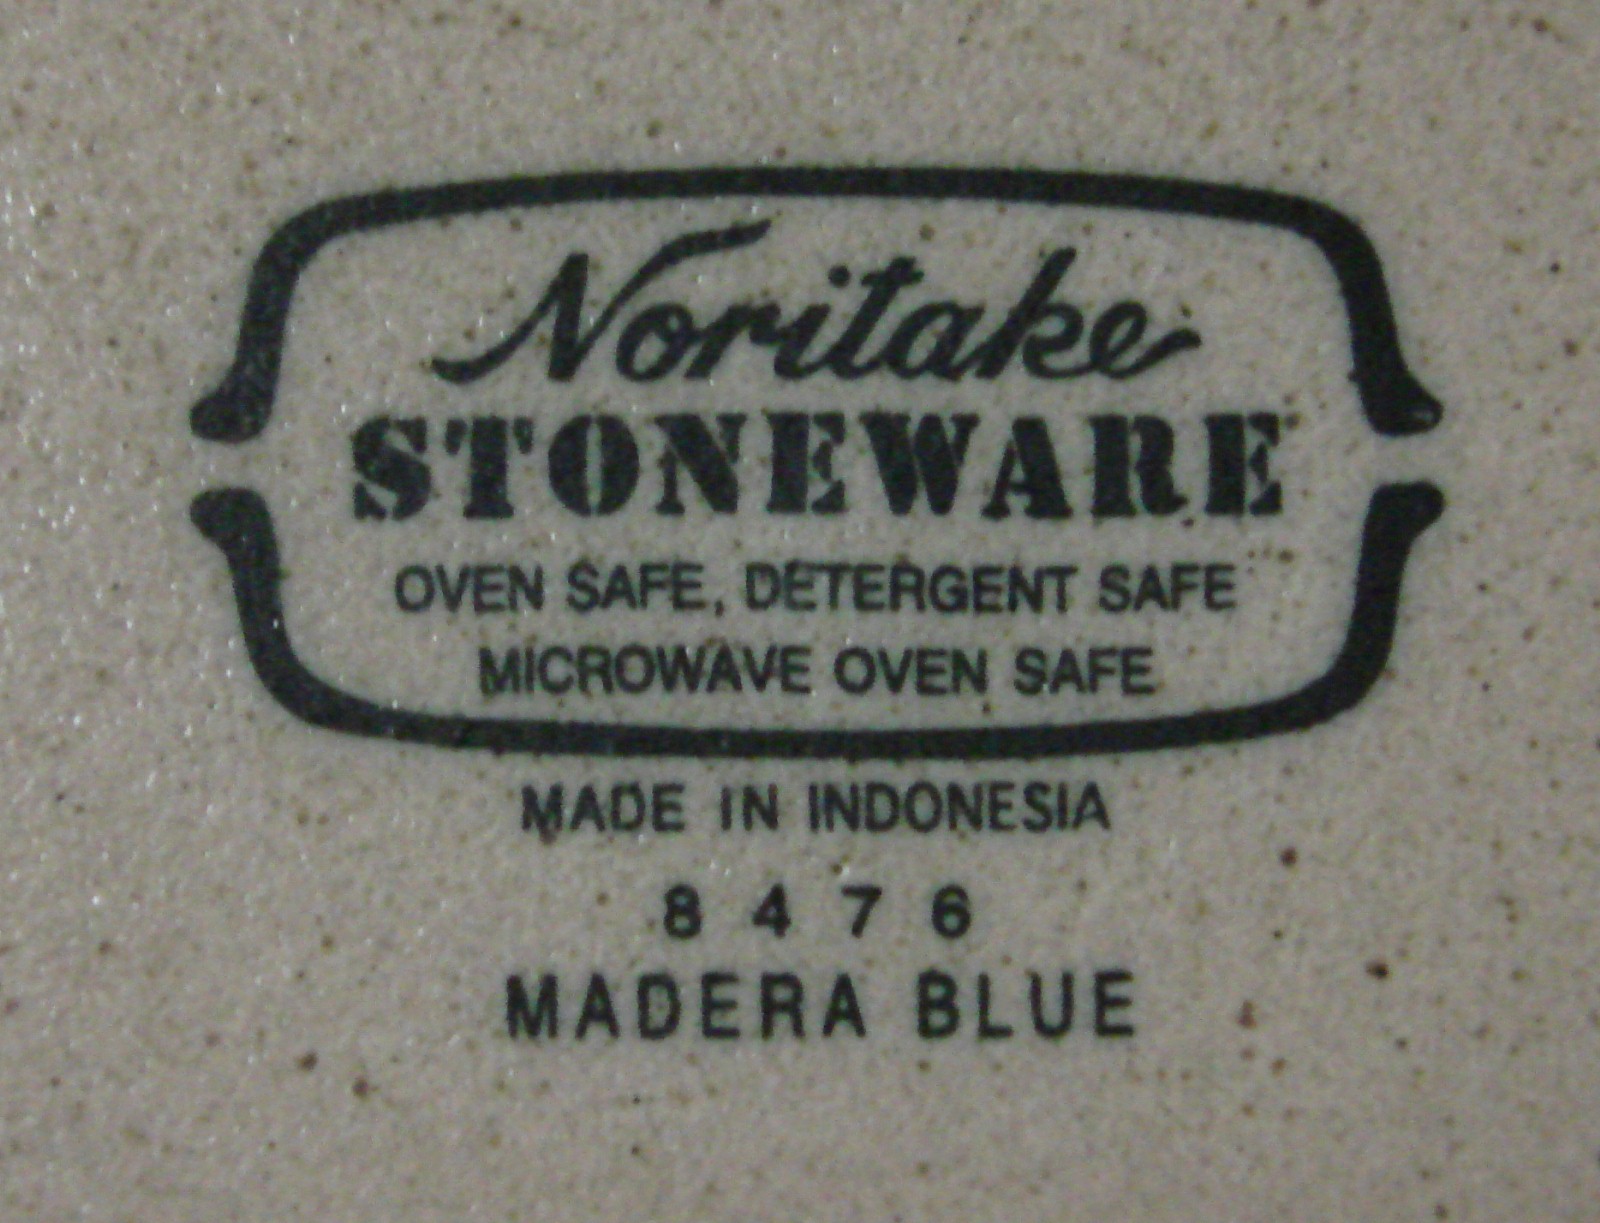 Noritake
STONEWARE
OVEN SAFE, DETERGENT SAFE
MICROWAVE OVEN SAFE
MADE IN INDONESIA
8476
MADERA BLUE